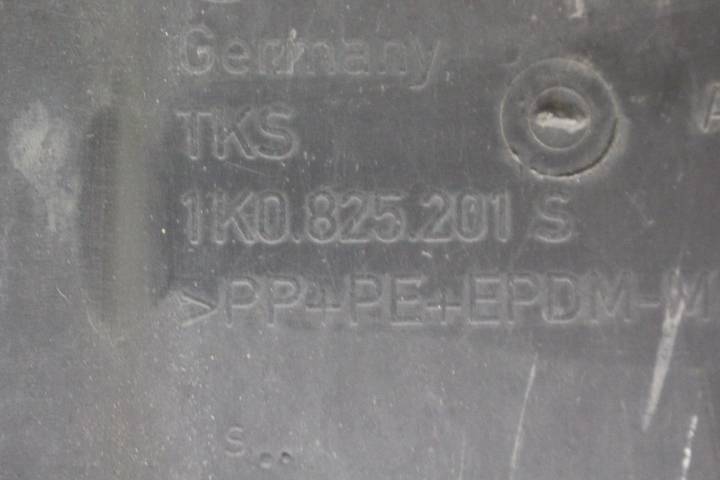 Germany
TKS
1K0.825.201 S
>PP+PE+EPDM-M
S